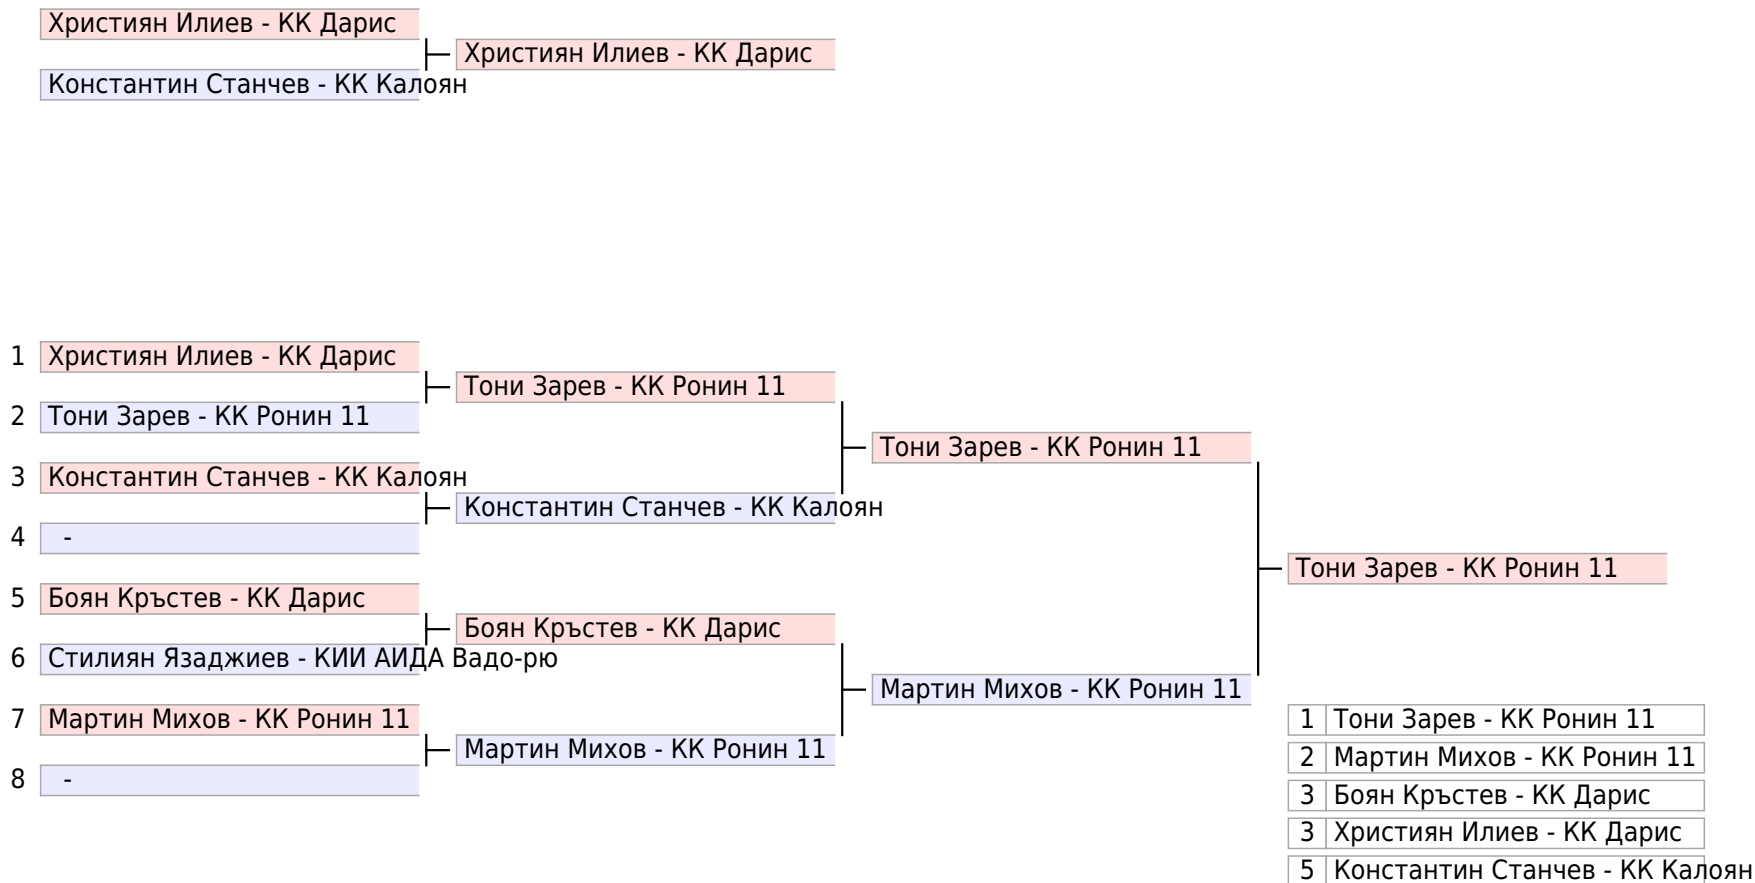 Християн Илиев - КК Дарис
Християн Илиев - КК Дарис
Константин Станчев - КК Калоян
1 Християн Илиев - КК Дарис
Тони Зарев - КК Ронин 11
2 Тони Зарев - КК Ронин 11
Тони Зарев - КК Ронин 11
3 Константин Станчев - КК Калоян
Константин Станчев - КК Калоян
4 -
Тони Зарев - КК Ронин 11
5 Боян Кръстев - КК Дарис
Боян Кръстев - КК Дарис
6 Стилиян Язаджиев - КИИ АИДА Вадо-рю
Мартин Михов - КК Ронин 11
7 Мартин Михов - КК Ронин 11
Мартин Михов - КК Ронин 11
8 -
1 Тони Зарев - КК Ронин 11
2 Мартин Михов - КК Ронин 11
3 Боян Кръстев - КК Дарис
3 Християн Илиев - КК Дарис
5 Константин Станчев - КК Калоян